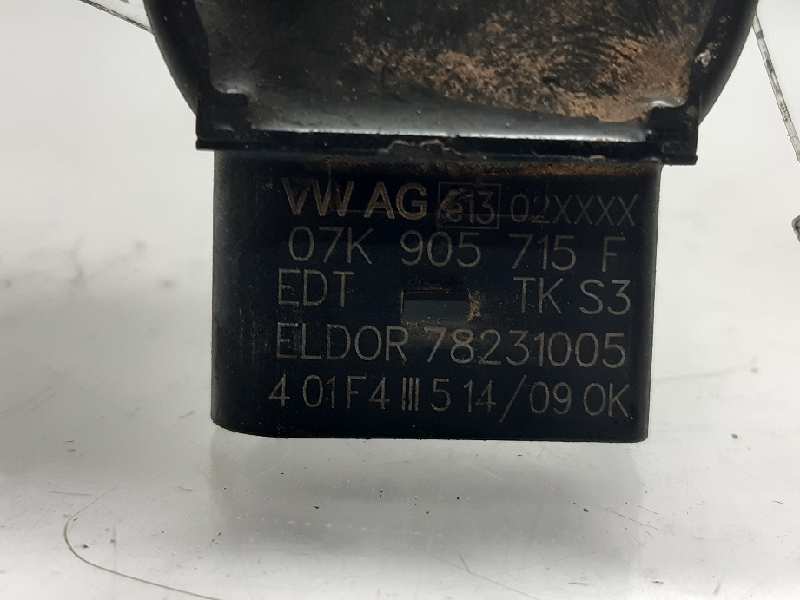 VW AG 613 02XXXX
07K 905 715 F
EDT TK S3
ELDOR 78231005
4 01F4 III 5 14/09 OK